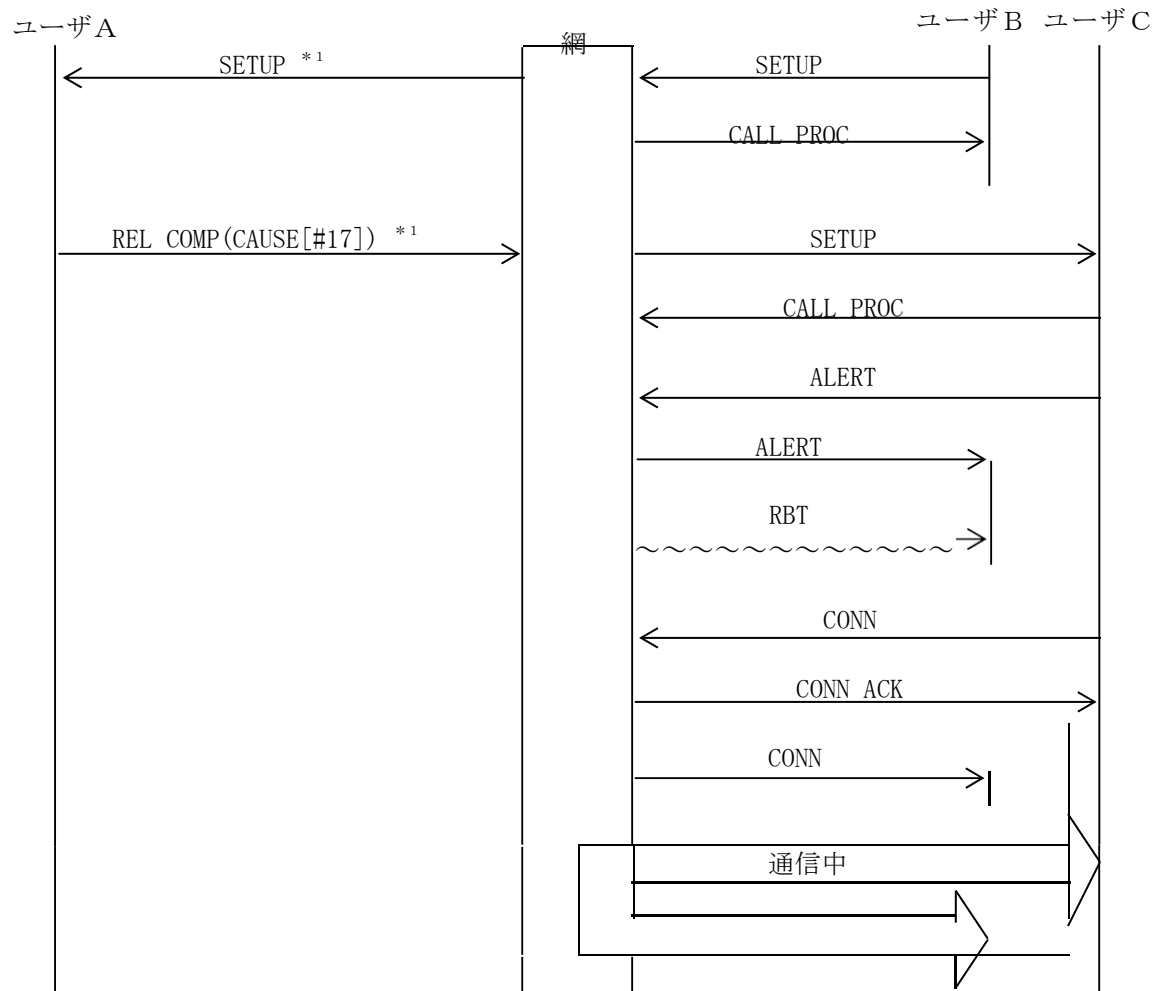 ユーザA
網
ユーザB
ユーザC
SETUP *1
SETUP
CALL PROC
REL COMP(CAUSE[#17]) *1
SETUP
CALL PROC
ALERT
ALERT
RBT
~~~~~~~~~~~~
CONN
CONN ACK
CONN
通信中